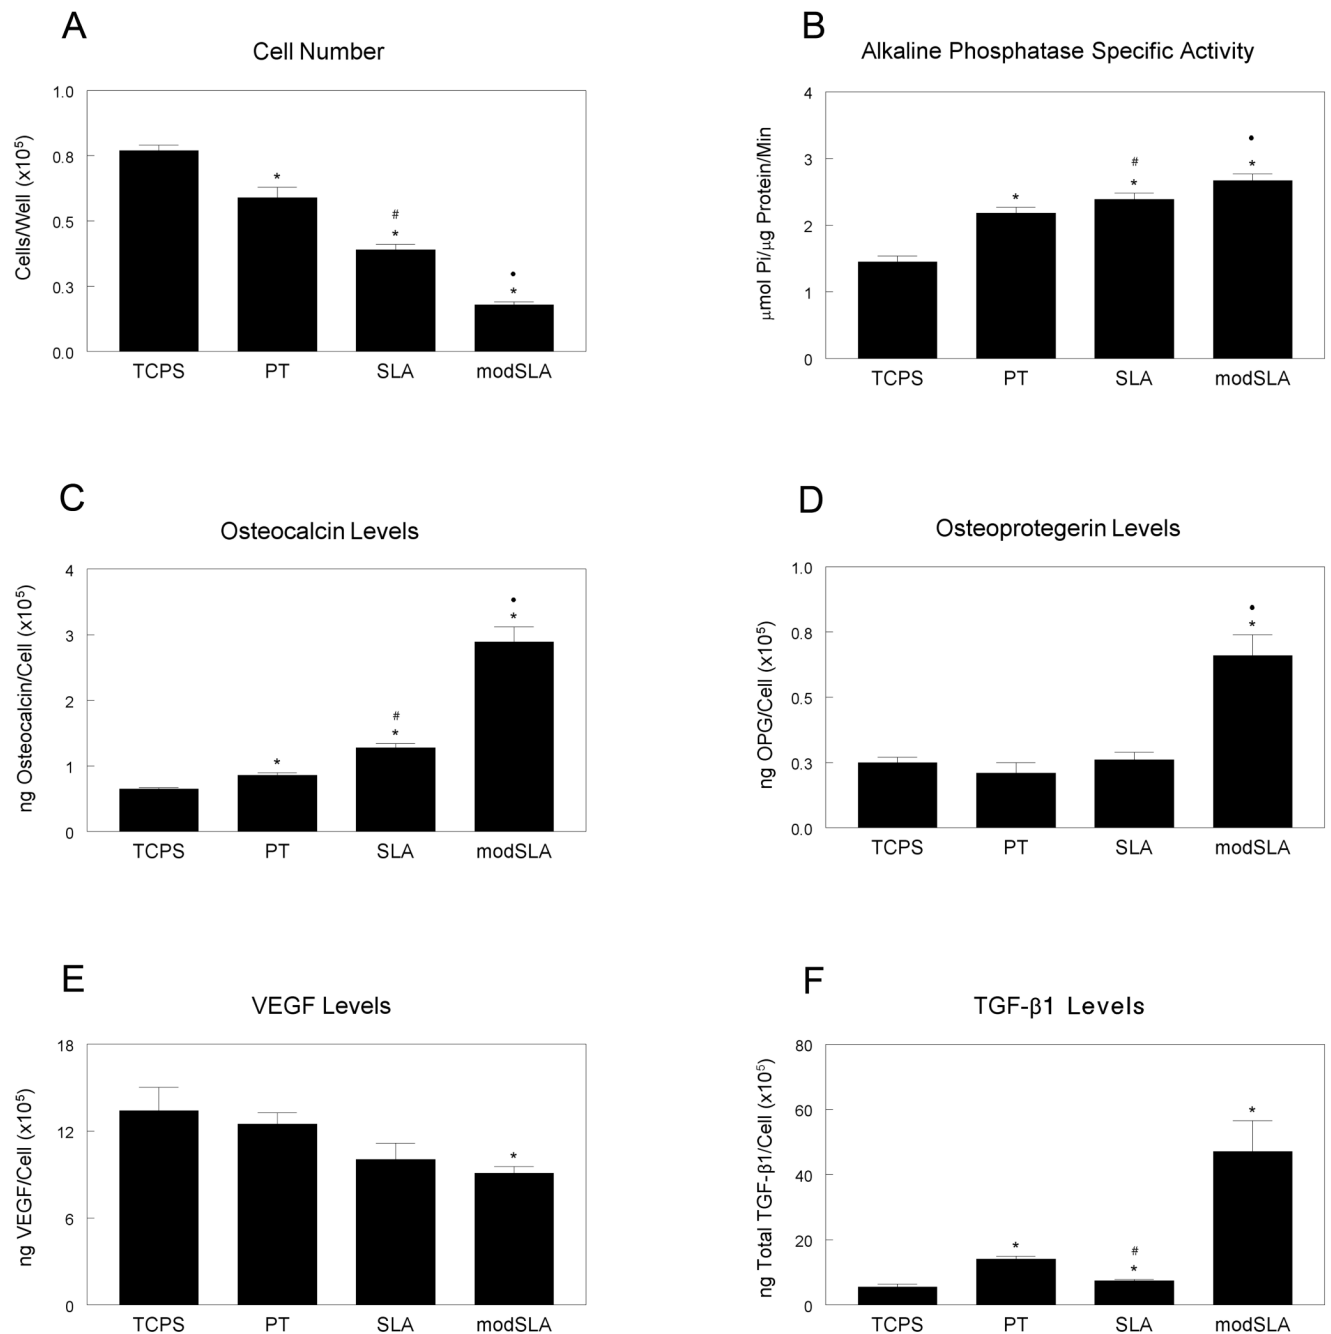 A
Cell Number
Cells/Well (x10⁵)
1.0
0.8
0.5
0.3
0.0
*
#
*
•
*
TCPS PT SLA modSLA
B
Alkaline Phosphatase Specific Activity
μmol Pi/μg Protein/Min
4
3
2
1
0
*
#
*
•
*
TCPS PT SLA modSLA
C
Osteocalcin Levels
ng Osteocalcin/Cell (x10⁵)
4
3
2
1
0
*
#
*
•
*
TCPS PT SLA modSLA
D
Osteoprotegerin Levels
ng OPG/Cell (x10⁵)
1.0
0.8
0.5
0.3
0.0
•
*
TCPS PT SLA modSLA
E
VEGF Levels
ng VEGF/Cell (x10⁵)
18
12
6
0
*
TCPS PT SLA modSLA
F
TGF-β1 Levels
ng Total TGF-β1/Cell (x10⁵)
80
60
40
20
0
*
#
*
*
TCPS PT SLA modSLA